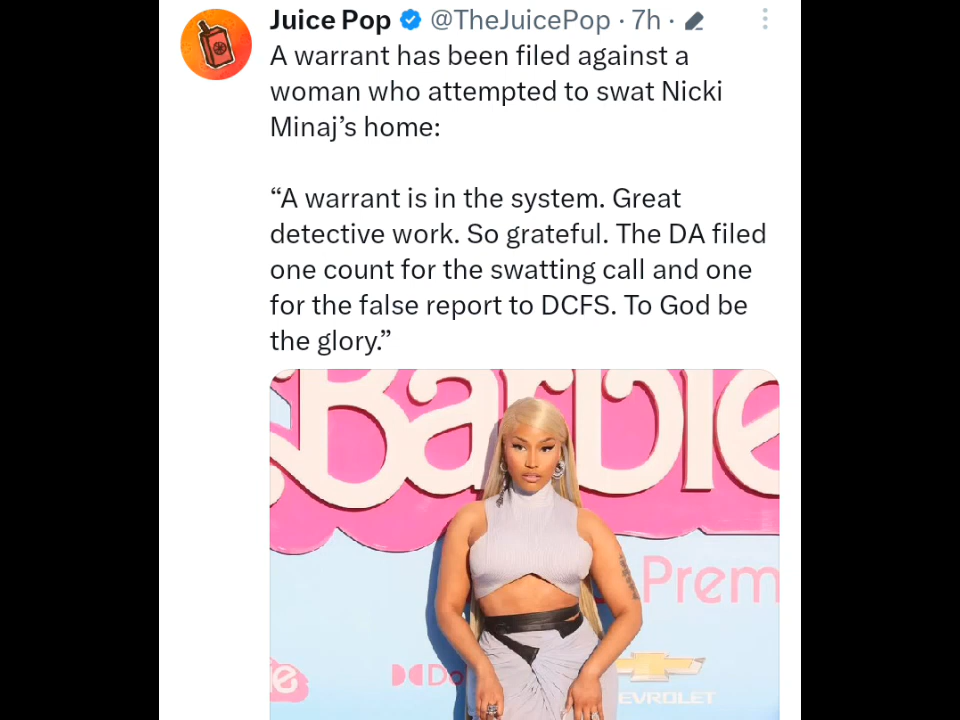 Juice Pop @TheJuicePop · 7h ·
A warrant has been filed against a
woman who attempted to swat Nicki
Minaj’s home:
“A warrant is in the system. Great
detective work. So grateful. The DA filed
one count for the swatting call and one
for the false report to DCFS. To God be
the glory.”
Barbie
Prem
Do
ie
EVROLET